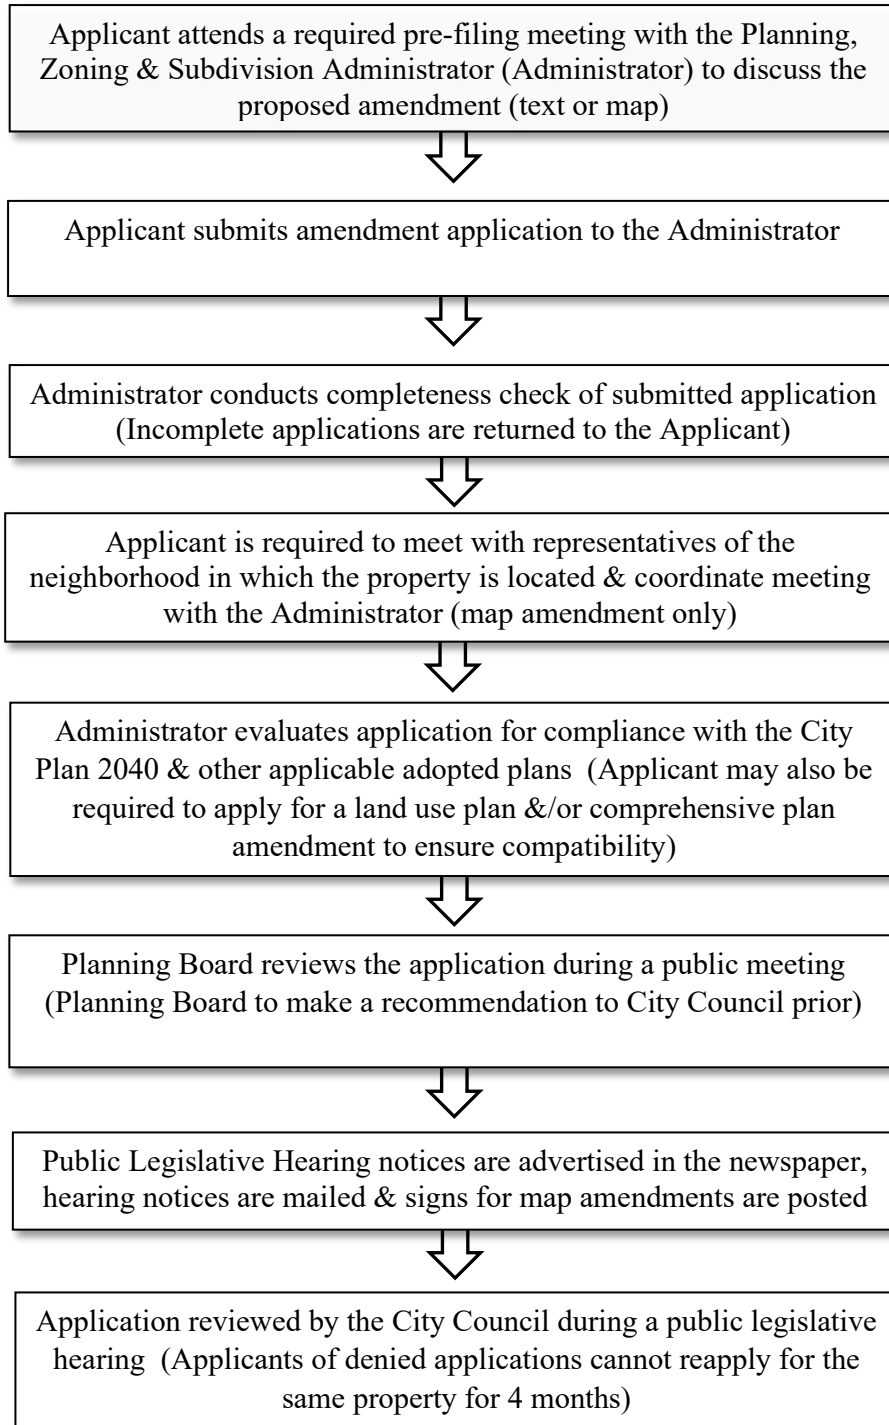 Applicant attends a required pre-filing meeting with the Planning,
Zoning & Subdivision Administrator (Administrator) to discuss the
proposed amendment (text or map)
Applicant submits amendment application to the Administrator
Administrator conducts completeness check of submitted application
(Incomplete applications are returned to the Applicant)
Applicant is required to meet with representatives of the
neighborhood in which the property is located & coordinate meeting
with the Administrator (map amendment only)
Administrator evaluates application for compliance with the City
Plan 2040 & other applicable adopted plans (Applicant may also be
required to apply for a land use plan &/or comprehensive plan
amendment to ensure compatibility)
Planning Board reviews the application during a public meeting
(Planning Board to make a recommendation to City Council prior)
Public Legislative Hearing notices are advertised in the newspaper,
hearing notices are mailed & signs for map amendments are posted
Application reviewed by the City Council during a public legislative
hearing (Applicants of denied applications cannot reapply for the
same property for 4 months)